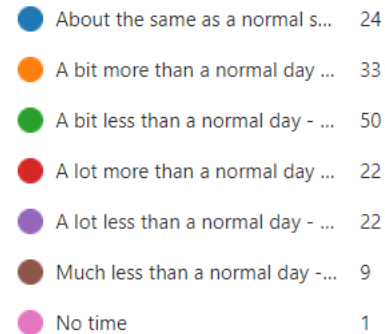 About the same as a normal s... 24
A bit more than a normal day ... 33
A bit less than a normal day - ... 50
A lot more than a normal day ... 22
A lot less than a normal day - ... 22
Much less than a normal day -... 9
No time 1